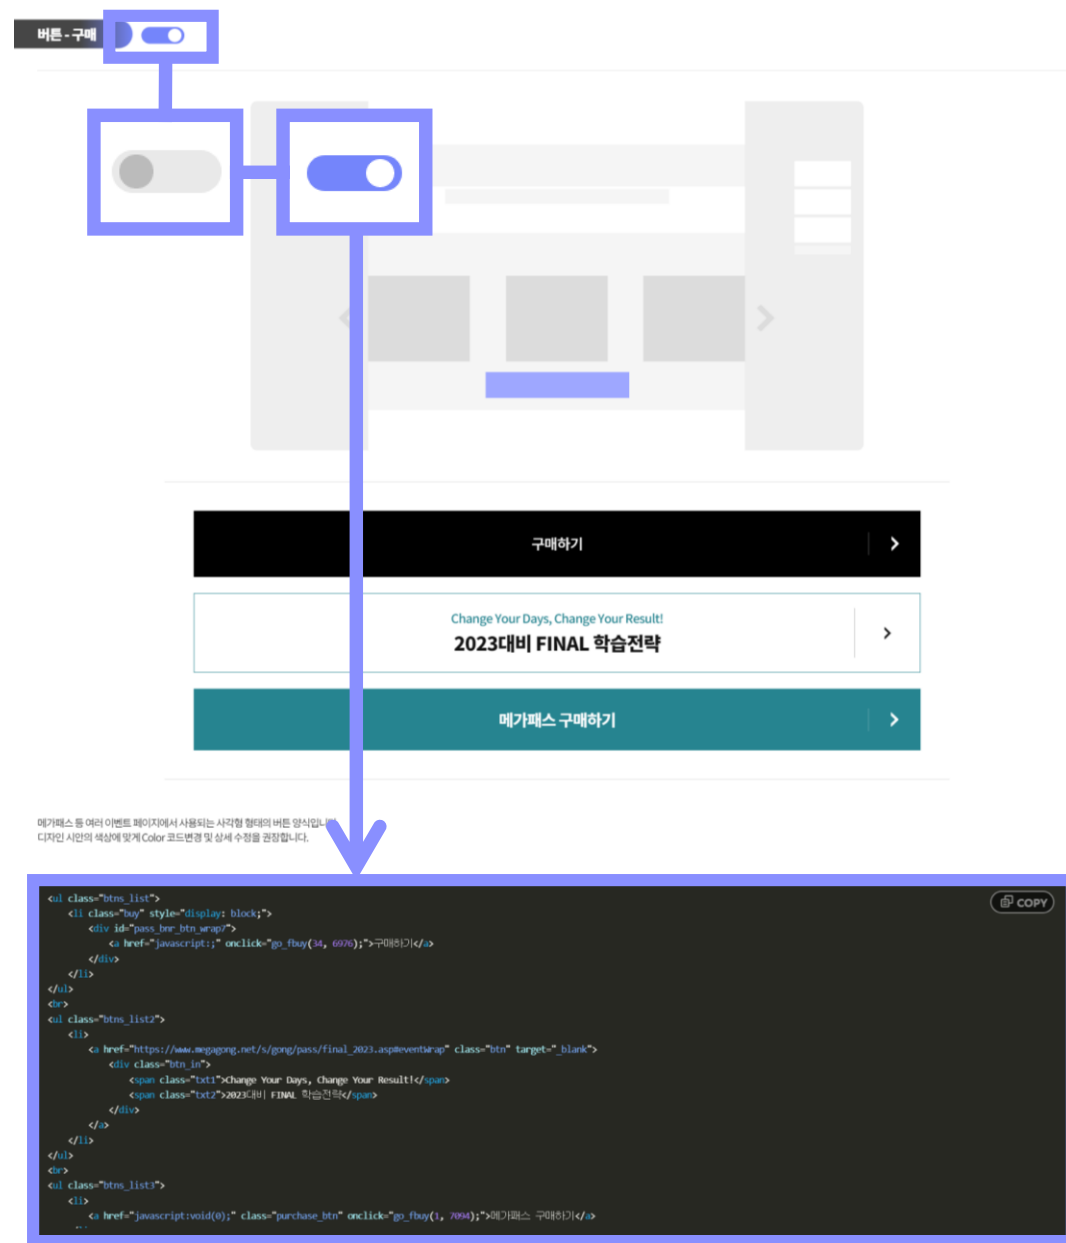 버튼 - 구매
구매하기
Change Your Days, Change Your Result!
2023대비 FINAL 학습전략
메가패스 구매하기
메가패스 등 여러 이벤트 페이지에서 사용되는 사각형 형태의 버튼 양식입니
디자인 시안의 색상에 맞게 Color 코드변경 및 상세 수정을 권장합니다.
COPY
<ul class="btns_list">
<li class="buy" style="display: block;">
<div id="pass_bnr_btn_wrap7">
<a href="javascript:;" onclick="go_fbuy(34, 6976);">구매하기</a>
</div>
</li>
</ul>
<br>
<ul class="btns_list2">
<li>
<a href="https://www.megagong.net/s/gong/pass/final_2023.asp#eventWrap" class="btn" target="_blank">
<div class="btn_in">
<span class="txt1">Change Your Days, Change Your Result!</span>
<span class="txt2">2023대비 FINAL 학습전략</span>
</div>
</a>
</li>
</ul>
<br>
<ul class="btns_list3">
<li>
<a href="javascript:void(0);" class="purchase_btn" onclick="go_fbuy(1, 7094);">메가패스 구매하기</a>